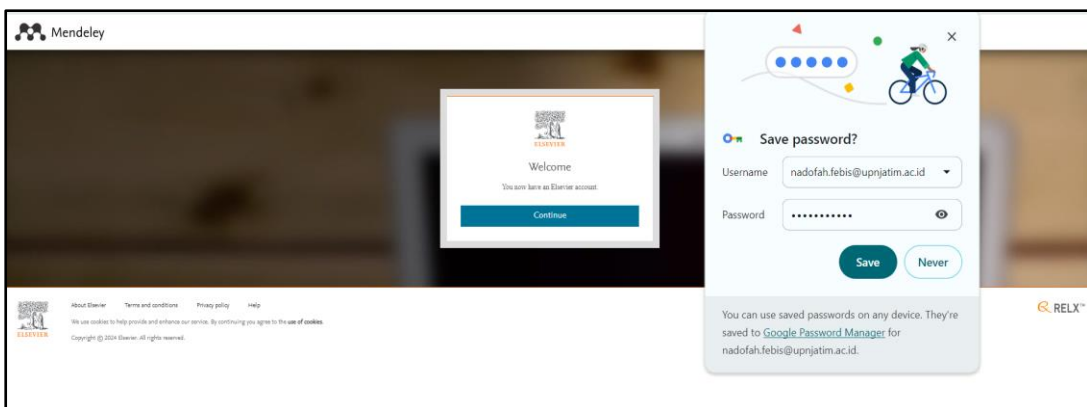 Mendeley
ELSEVIER
Welcome
You now have an Elsevier account
Continue
Save password?
Username nadofah.febis@upnjatim.ac.id
Password •••••••••••
Save Never
You can use saved passwords on any device. They're
saved to Google Password Manager for
nadofah.febis@upnjatim.ac.id.
ELSEVIER
About Elsevier Terms and conditions Privacy policy Help
We use cookies to help provide and enhance our service. By continuing you agree to the use of cookies.
Copyright © 2024 Elsevier. All rights reserved.
RELX™